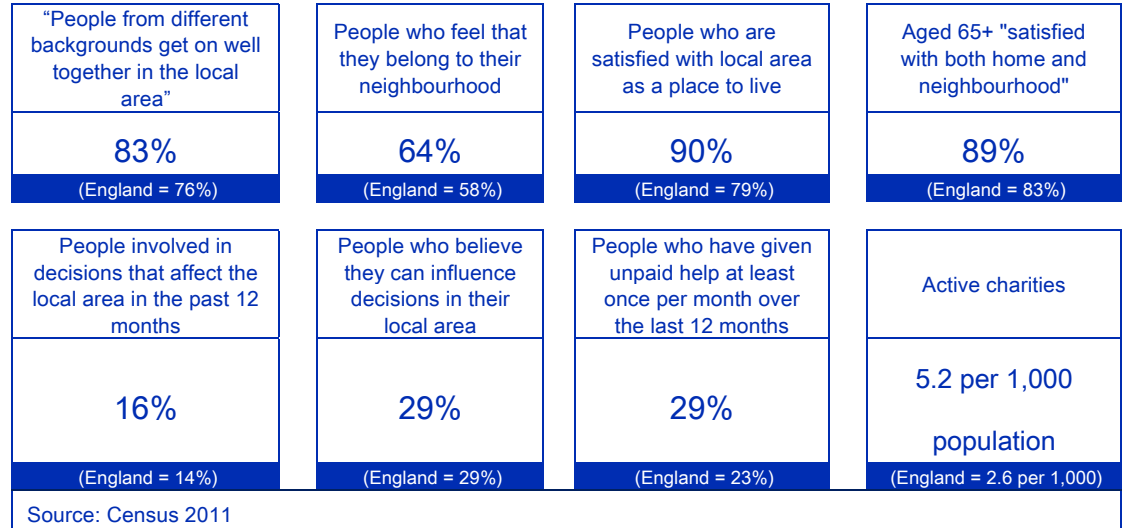 “People from different
backgrounds get on well
together in the local
area”
83%
(England = 76%)
People who feel that
they belong to their
neighbourhood
64%
(England = 58%)
People who are
satisfied with local area
as a place to live
90%
(England = 79%)
Aged 65+ "satisfied
with both home and
neighbourhood"
89%
(England = 83%)
People involved in
decisions that affect the
local area in the past 12
months
16%
(England = 14%)
People who believe
they can influence
decisions in their
local area
29%
(England = 29%)
People who have given
unpaid help at least
once per month over
the last 12 months
29%
(England = 23%)
Active charities
5.2 per 1,000
population
(England = 2.6 per 1,000)
Source: Census 2011